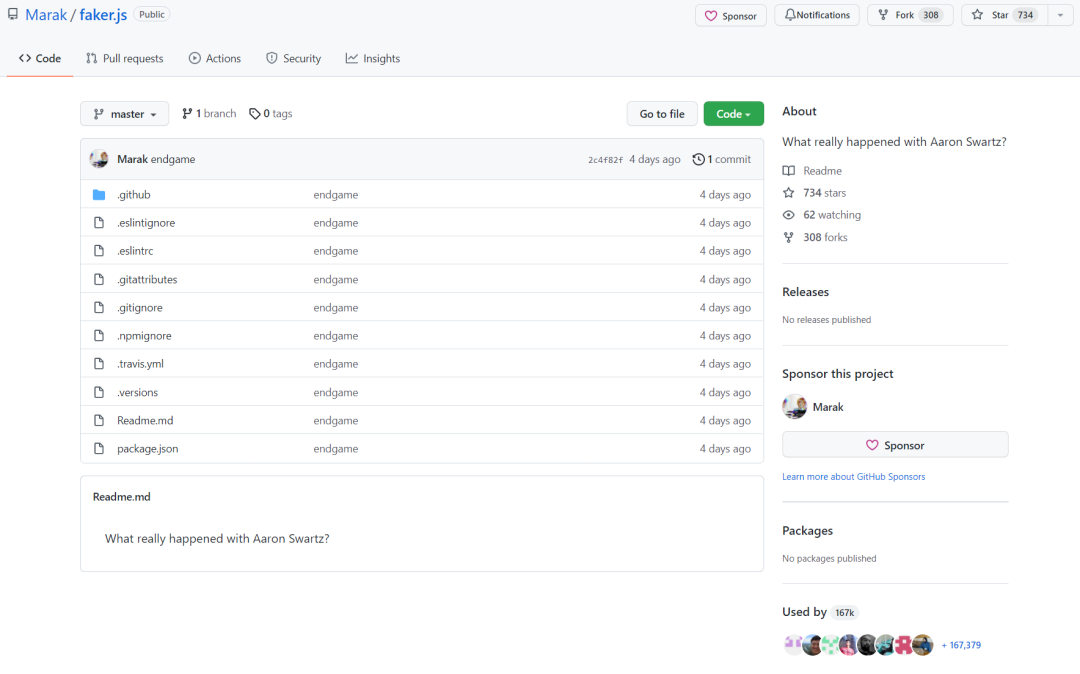 Marak / faker.js Public Sponsor Notifications Fork 308 Star 734
Code Pull requests Actions Security Insights
master 1 branch 0 tags Go to file Code
Marak endgame 2c4f82f 4 days ago 1 commit
.github endgame 4 days ago
.eslintignore endgame 4 days ago
.eslintrc endgame 4 days ago
.gitattributes endgame 4 days ago
.gitignore endgame 4 days ago
.npmignore endgame 4 days ago
.travis.yml endgame 4 days ago
.versions endgame 4 days ago
Readme.md endgame 4 days ago
package.json endgame 4 days ago
Readme.md
What really happened with Aaron Swartz?
About
What really happened with Aaron Swartz?
Readme
734 stars
62 watching
308 forks
Releases
No releases published
Sponsor this project
Marak
Sponsor
Learn more about GitHub Sponsors
Packages
No packages published
Used by 167k
+ 167,379